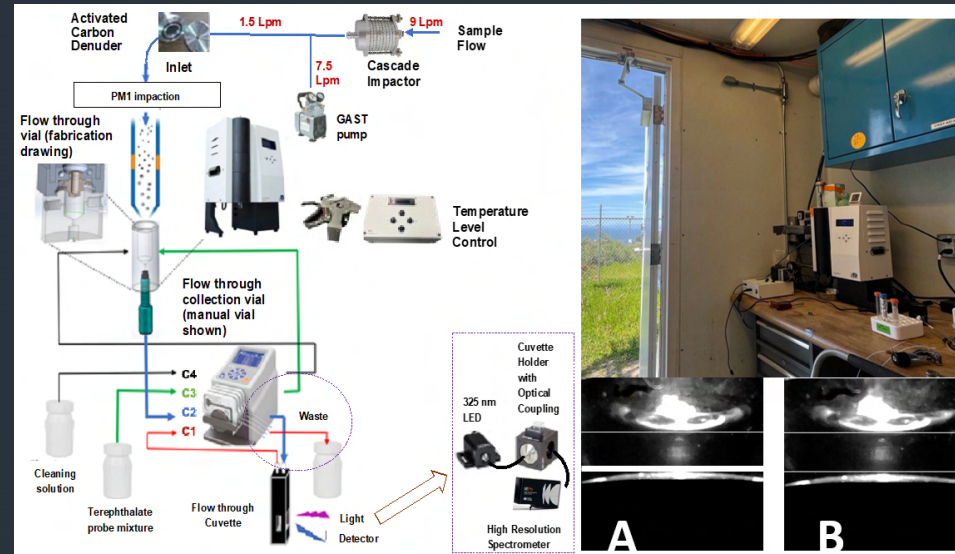 Activated
Carbon
Denuder
1.5 Lpm
9 Lpm
Sample
Flow
Inlet
7.5
Lpm
Cascade
Impactor
PM1 impaction
GAST
pump
Flow through
vial (fabrication
drawing)
Temperature
Level
Control
Flow through
collection vial
(manual vial
shown)
C4
C3
C2
C1
Waste
Cleaning
solution
Terephthalate
probe mixture
Flow through
Cuvette
Light
Detector
325 nm
LED
Cuvette
Holder
with
Optical
Coupling
High Resolution
Spectrometer
A
B